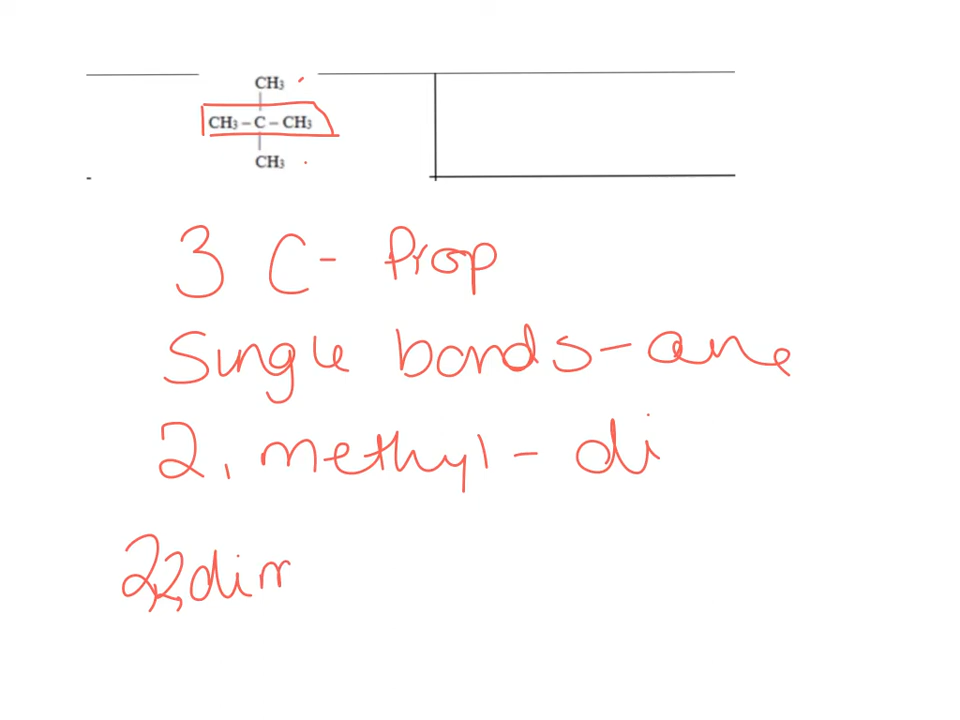 CH₃
CH₃ – C – CH₃
CH₃
3 C - Prop
Single bonds - ane
2, methyl - di
2,2,dim